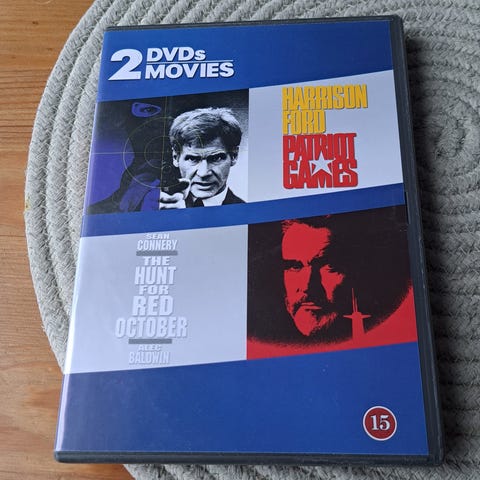 2 DVDs
MOVIES
HARRISON
FORD
PATRIOT
GAMES
SEAN
CONNERY
THE
HUNT
FOR
RED
OCTOBER
ALEC
BALDWIN
15